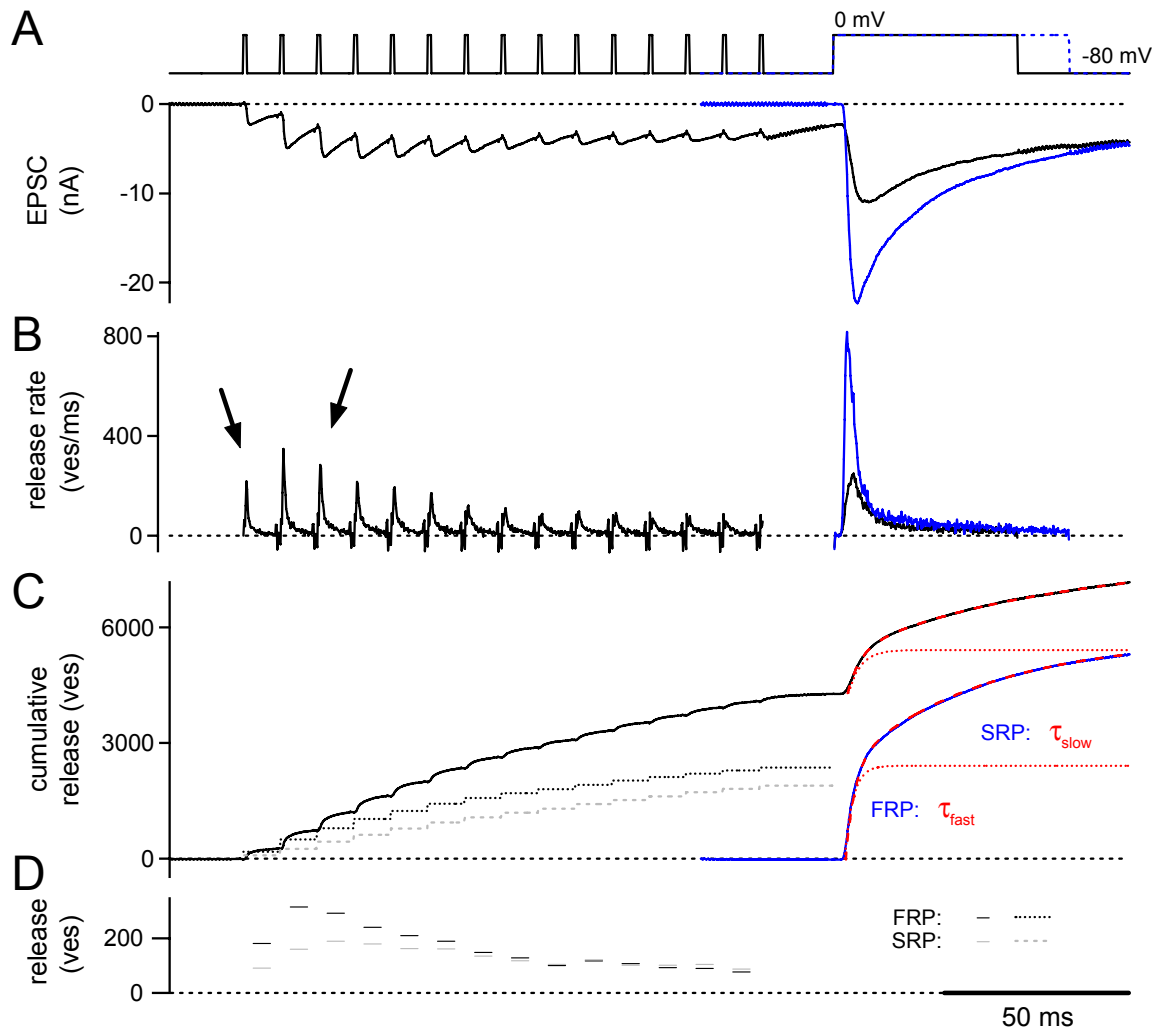 A
0 mV
-80 mV
0
-10
-20
EPSC
(nA)
B
800
400
0
release rate
(ves/ms)
C
6000
3000
0
cumulative
release (ves)
SRP: τslow
FRP: τfast
D
200
0
release
(ves)
FRP:
SRP:
50 ms